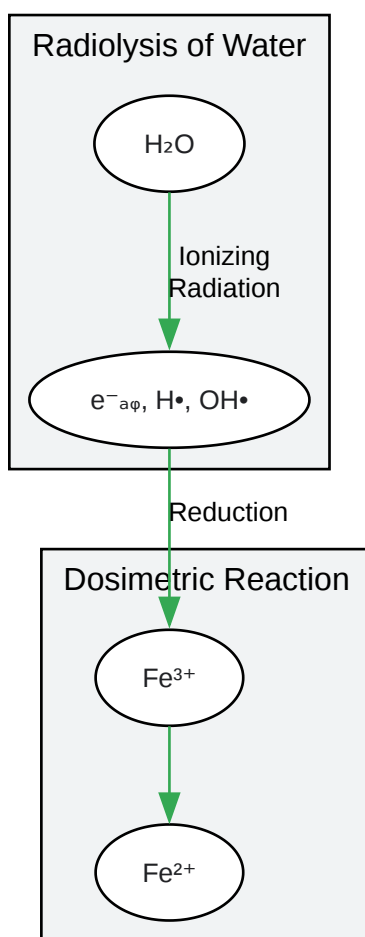 Radiolysis of Water
H₂O
Ionizing
Radiation
e⁻ₐᵩ, H•, OH•
Reduction
Dosimetric Reaction
Fe³⁺
Fe²⁺